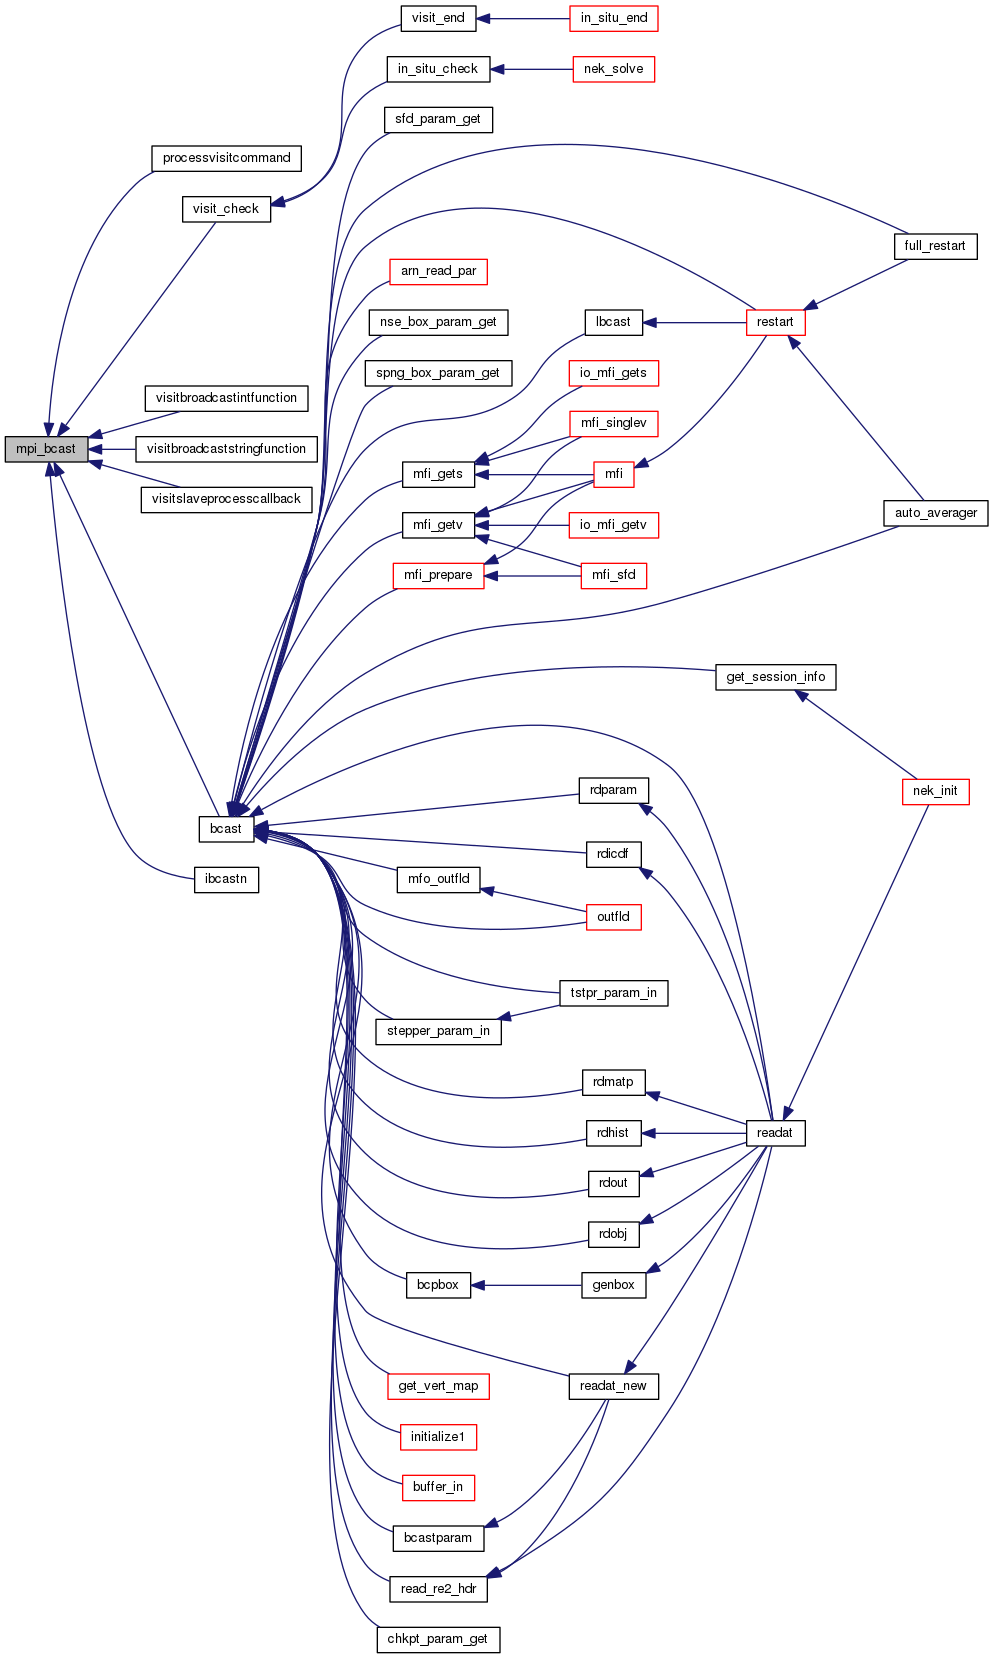 visit_end
in_situ_end
in_situ_check
nek_solve
sfd_param_get
processvisitcommand
visit_check
full_restart
arn_read_par
nse_box_param_get
lbcast
restart
spng_box_param_get
io_mfi_gets
visitbroadcastintfunction
mfi_singlev
mpi_bcast
visitbroadcaststringfunction
mfi_gets
mfi
visitslaveprocesscallback
auto_averager
mfi_getv
io_mfi_getv
mfi_prepare
mfi_sfd
get_session_info
rdparam
nek_init
bcast
rdicdf
ibcastn
mfo_outfld
outfld
tstpr_param_in
stepper_param_in
rdmatp
rdhist
readat
rdout
rdobj
bcpbox
genbox
get_vert_map
readat_new
initialize1
buffer_in
bcastparam
read_re2_hdr
chkpt_param_get